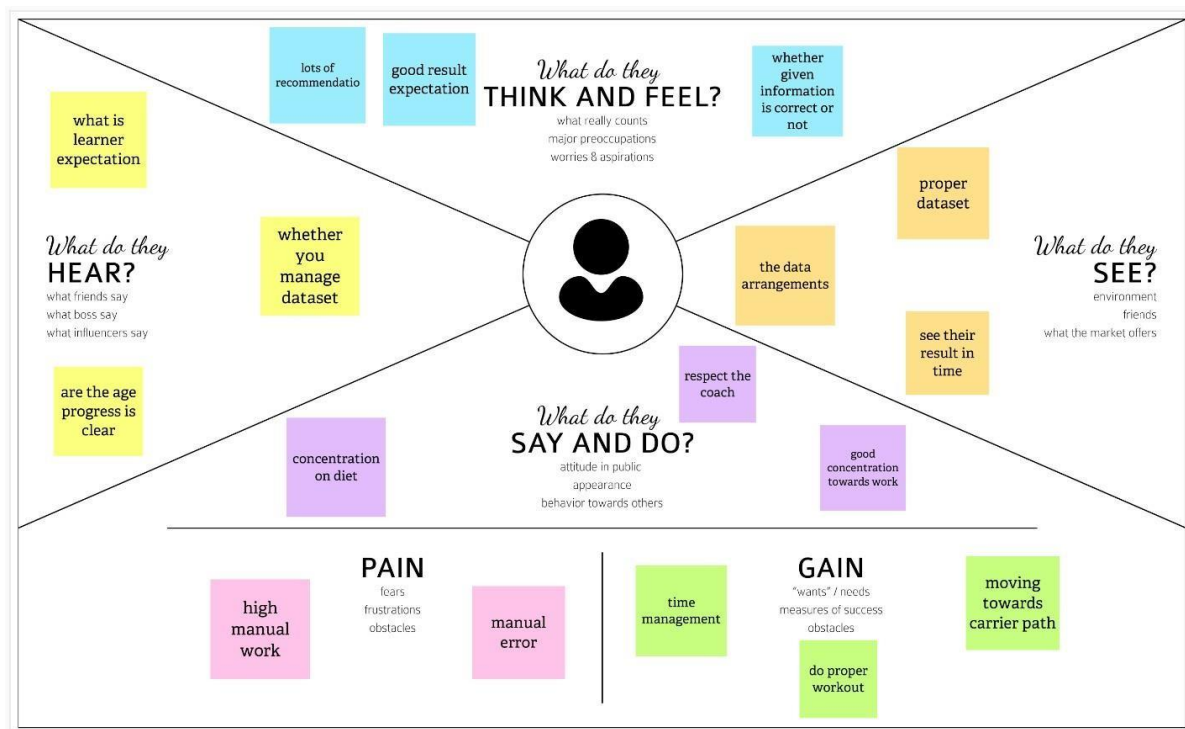 lots of
recommendatio
good result
expectation
What do they
THINK AND FEEL?
what really counts
major preoccupations
worries & aspirations
whether
given
information
is correct or
not
what is
learner
expectation
What do they
HEAR?
what friends say
what boss say
what influencers say
whether
you
manage
dataset
are the age
progress is
clear
proper
dataset
the data
arrangements
see their
result in
time
What do they
SEE?
environment
friends
what the market offers
respect the
coach
What do they
SAY AND DO?
attitude in public
appearance
behavior towards others
concentration
on diet
good
concentration
towards work
PAIN
fears
frustrations
obstacles
high
manual
work
manual
error
GAIN
"wants" / needs
measures of success
obstacles
time
management
do proper
workout
moving
towards
carrier path